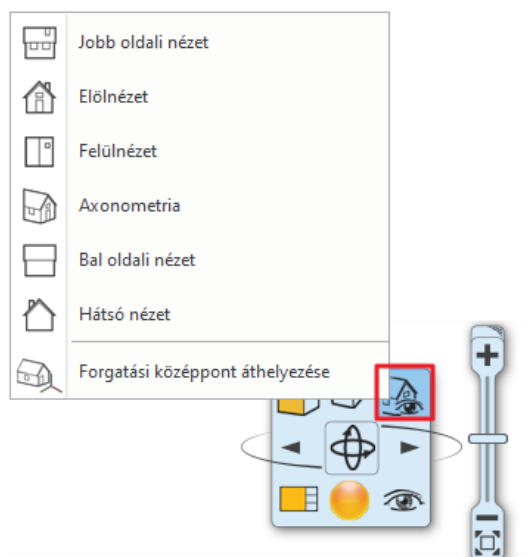 Jobb oldali nézet
Elölnézet
Felülnézet
Axonometria
Bal oldali nézet
Hátsó nézet
Forgatási középpont áthelyezése